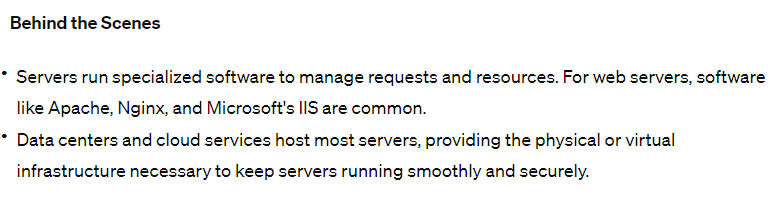 Behind the Scenes
• Servers run specialized software to manage requests and resources. For web servers, software
like Apache, Nginx, and Microsoft's IIS are common.
• Data centers and cloud services host most servers, providing the physical or virtual
infrastructure necessary to keep servers running smoothly and securely.